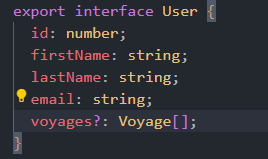 export interface User {
id: number;
firstName: string;
lastName: string;
email: string;
voyages?: Voyage[];
}